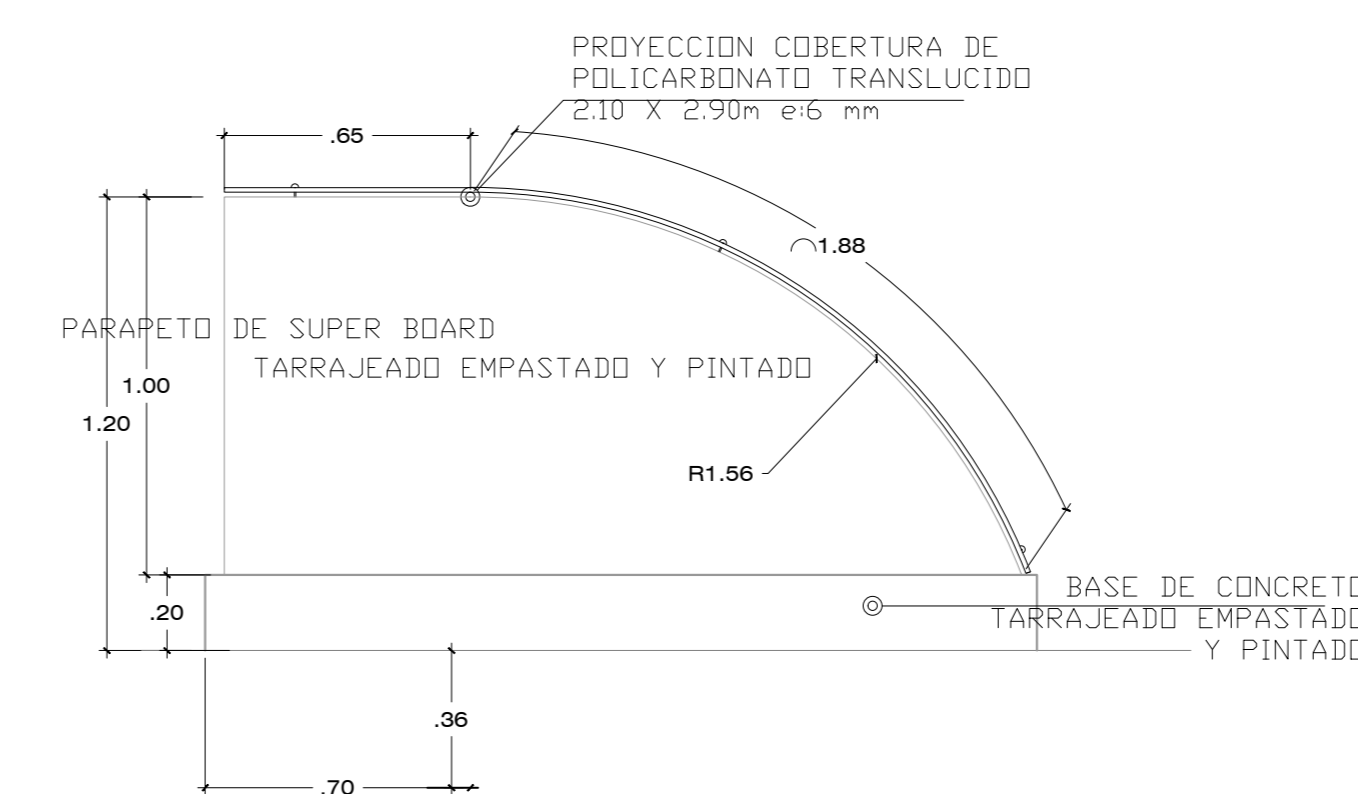 PROYECCION COBERTURA DE
POLICARBONATO TRANSLUCIDO
2.10 X 2.90m e:6 mm
.65
1.88
PARAPETO DE SUPER BOARD
TARRAJEADO EMPASTADO Y PINTADO
1.00
1.20
R1.56
BASE DE CONCRETO
TARRAJEADO EMPASTADO
Y PINTADO
.20
.36
.70